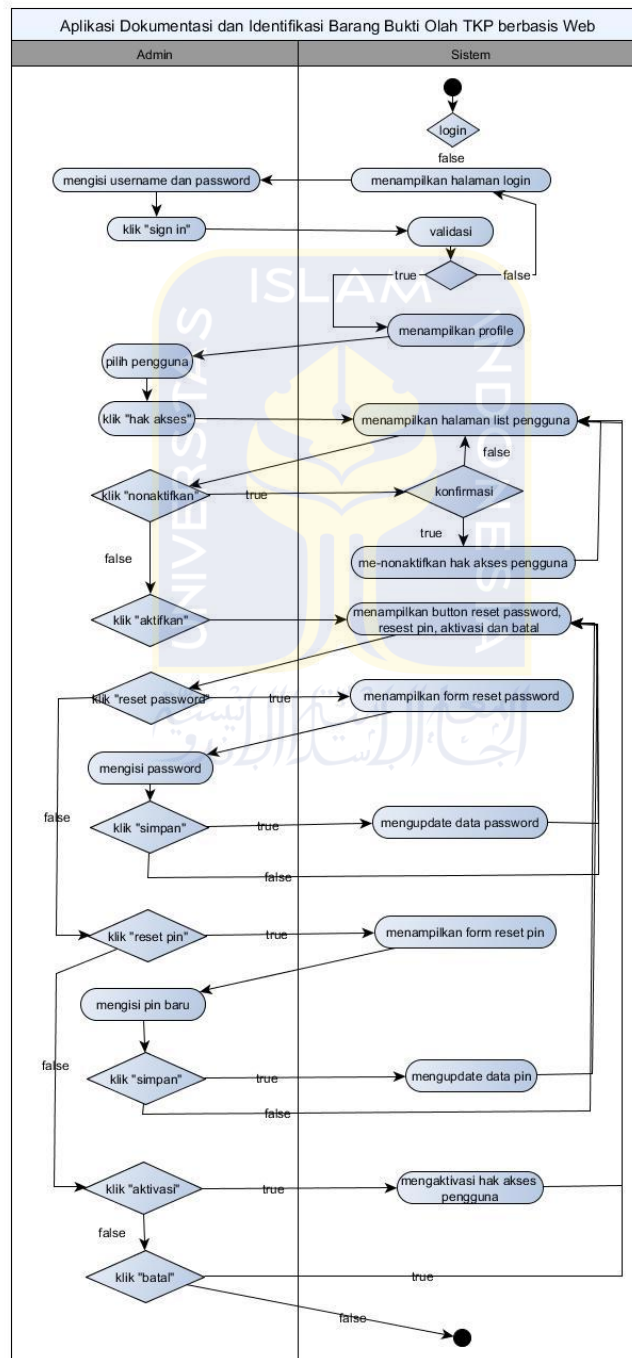 Aplikasi Dokumentasi dan Identifikasi Barang Bukti Olah TKP berbasis Web
Admin
Sistem
login
false
mengisi username dan password
menampilkan halaman login
klik "sign in"
validasi
true
false
menampilkan profile
pilih pengguna
klik "hak akses"
menampilkan halaman list pengguna
false
klik "nonaktifkan"
true
konfirmasi
true
false
me-nonaktifkan hak akses pengguna
klik "aktifkan"
menampilkan button reset password,
resest pin, aktivasi dan batal
klik "reset password"
true
menampilkan form reset password
mengisi password
false
klik "simpan"
true
mengupdate data password
false
klik "reset pin"
true
menampilkan form reset pin
mengisi pin baru
false
klik "simpan"
true
mengupdate data pin
false
klik "aktivasi"
true
mengaktivasi hak akses
pengguna
false
klik "batal"
true
false
UNIVERSITAS
ISLAM
INDONESIA